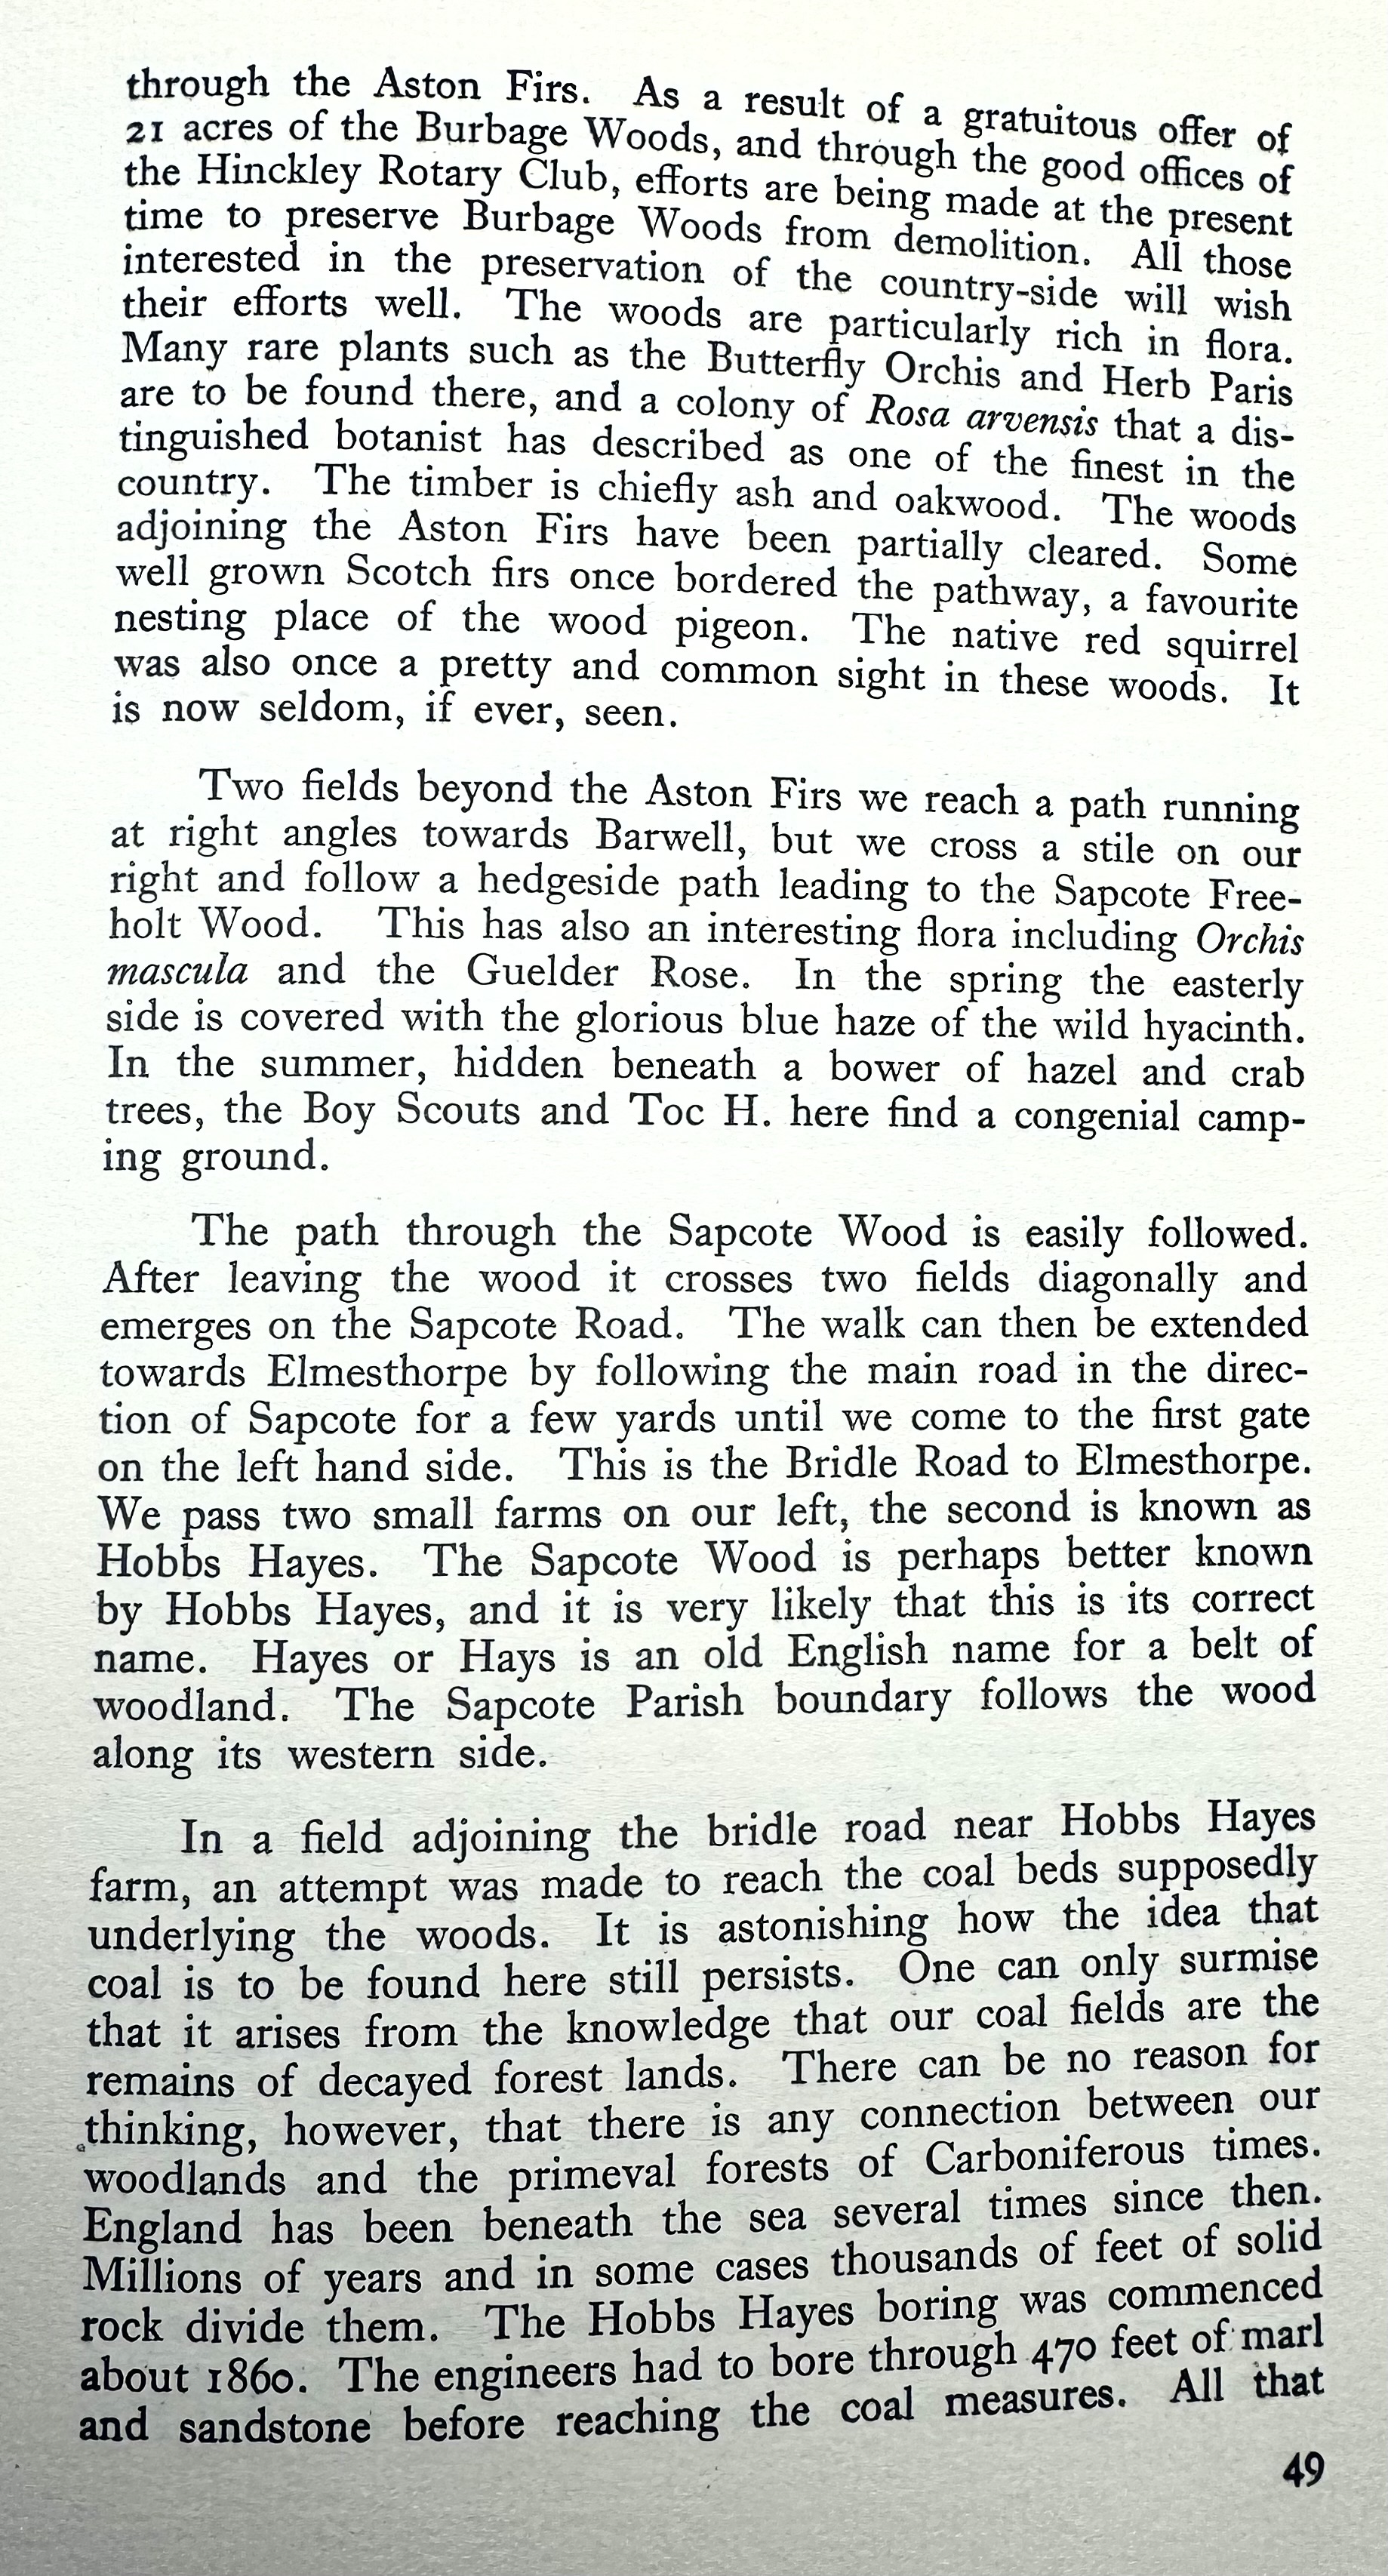 through the Aston Firs. As a result of a gratuitous offer of
21 acres of the Burbage Woods, and through the good offices of
the Hinckley Rotary Club, efforts are being made at the present
time to preserve Burbage Woods from demolition. All those
interested in the preservation of the country-side will wish
their efforts well. The woods are particularly rich in flora.
Many rare plants such as the Butterfly Orchis and Herb Paris
are to be found there, and a colony of Rosa arvensis that a dis-
tinguished botanist has described as one of the finest in the
country. The timber is chiefly ash and oakwood. The woods
adjoining the Aston Firs have been partially cleared. Some
well grown Scotch firs once bordered the pathway, a favourite
nesting place of the wood pigeon. The native red squirrel
was also once a pretty and common sight in these woods. It
is now seldom, if ever, seen.
Two fields beyond the Aston Firs we reach a path running
at right angles towards Barwell, but we cross a stile on our
right and follow a hedgeside path leading to the Sapcote Free-
holt Wood. This has also an interesting flora including Orchis
mascula and the Guelder Rose. In the spring the easterly
side is covered with the glorious blue haze of the wild hyacinth.
In the summer, hidden beneath a bower of hazel and crab
trees, the Boy Scouts and Toc H. here find a congenial camp-
ing ground.
The path through the Sapcote Wood is easily followed.
After leaving the wood it crosses two fields diagonally and
emerges on the Sapcote Road. The walk can then be extended
towards Elmesthorpe by following the main road in the direc-
tion of Sapcote for a few yards until we come to the first gate
on the left hand side. This is the Bridle Road to Elmesthorpe.
We pass two small farms on our left, the second is known as
Hobbs Hayes. The Sapcote Wood is perhaps better known
by Hobbs Hayes, and it is very likely that this is its correct
name. Hayes or Hays is an old English name for a belt of
woodland. The Sapcote Parish boundary follows the wood
along its western side.
In a field adjoining the bridle road near Hobbs Hayes
farm, an attempt was made to reach the coal beds supposedly
underlying the woods. It is astonishing how the idea that
coal is to be found here still persists. One can only surmise
that it arises from the knowledge that our coal fields are the
remains of decayed forest lands. There can be no reason for
thinking, however, that there is any connection between our
woodlands and the primeval forests of Carboniferous times.
England has been beneath the sea several times since then.
Millions of years and in some cases thousands of feet of solid
rock divide them. The Hobbs Hayes boring was commenced
about 1860. The engineers had to bore through 470 feet of marl
and sandstone before reaching the coal measures. All that
49